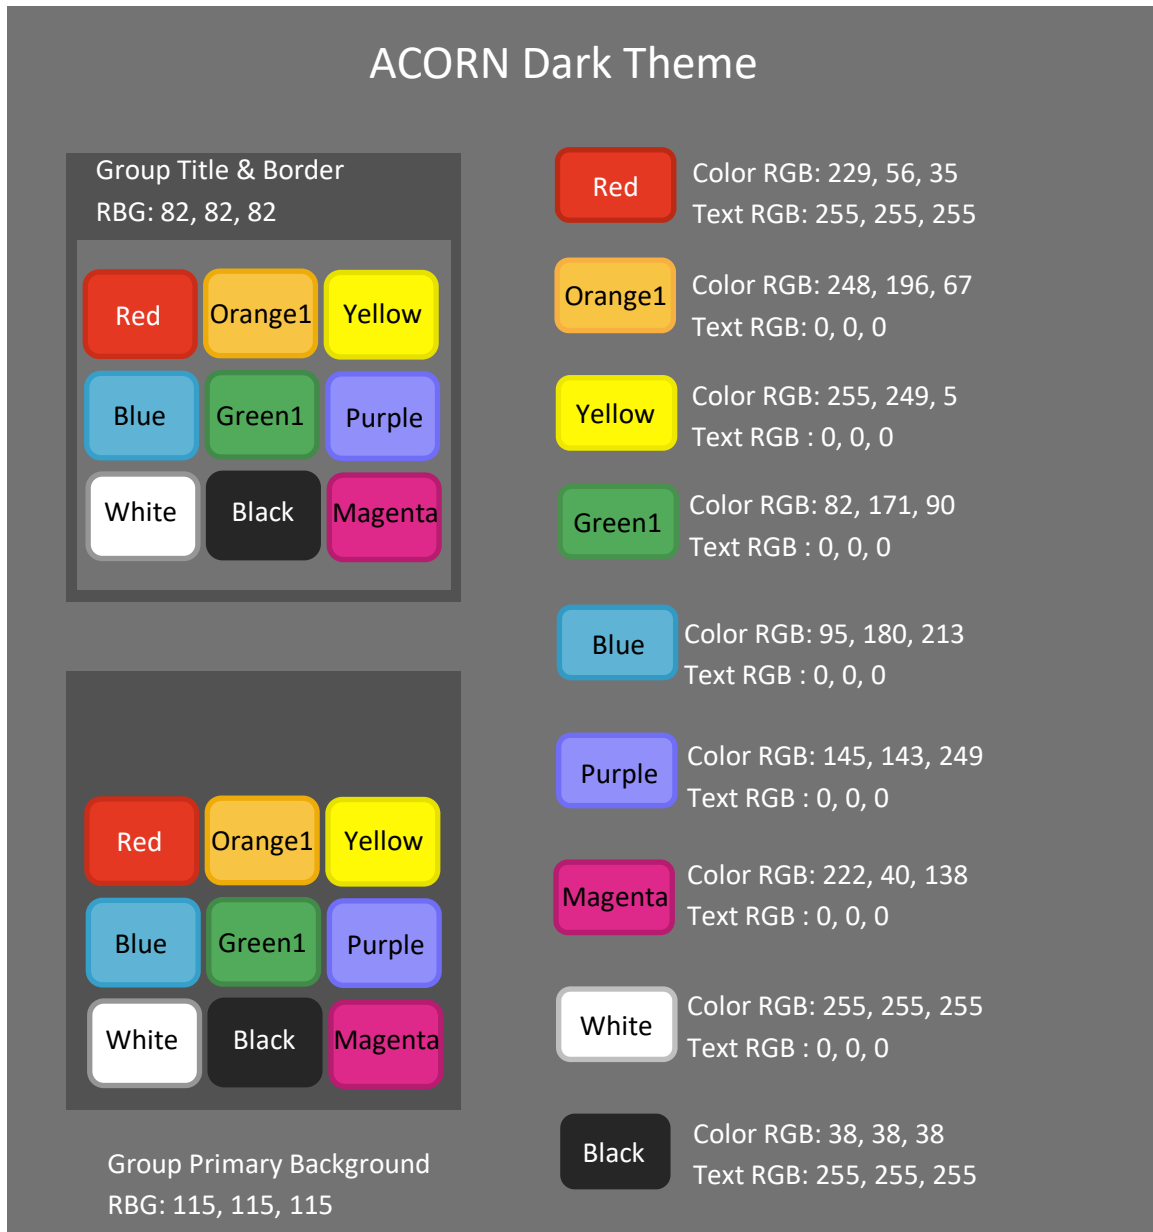 ACORN Dark Theme
Group Title & Border
RBG: 82, 82, 82
Red Orange1 Yellow
Blue Green1 Purple
White Black Magenta
Red Orange1 Yellow
Blue Green1 Purple
White Black Magenta
Group Primary Background
RBG: 115, 115, 115
Red
Color RGB: 229, 56, 35
Text RGB: 255, 255, 255
Orange1
Color RGB: 248, 196, 67
Text RGB: 0, 0, 0
Yellow
Color RGB: 255, 249, 5
Text RGB : 0, 0, 0
Green1
Color RGB: 82, 171, 90
Text RGB : 0, 0, 0
Blue
Color RGB: 95, 180, 213
Text RGB : 0, 0, 0
Purple
Color RGB: 145, 143, 249
Text RGB : 0, 0, 0
Magenta
Color RGB: 222, 40, 138
Text RGB : 0, 0, 0
White
Color RGB: 255, 255, 255
Text RGB : 0, 0, 0
Black
Color RGB: 38, 38, 38
Text RGB: 255, 255, 255